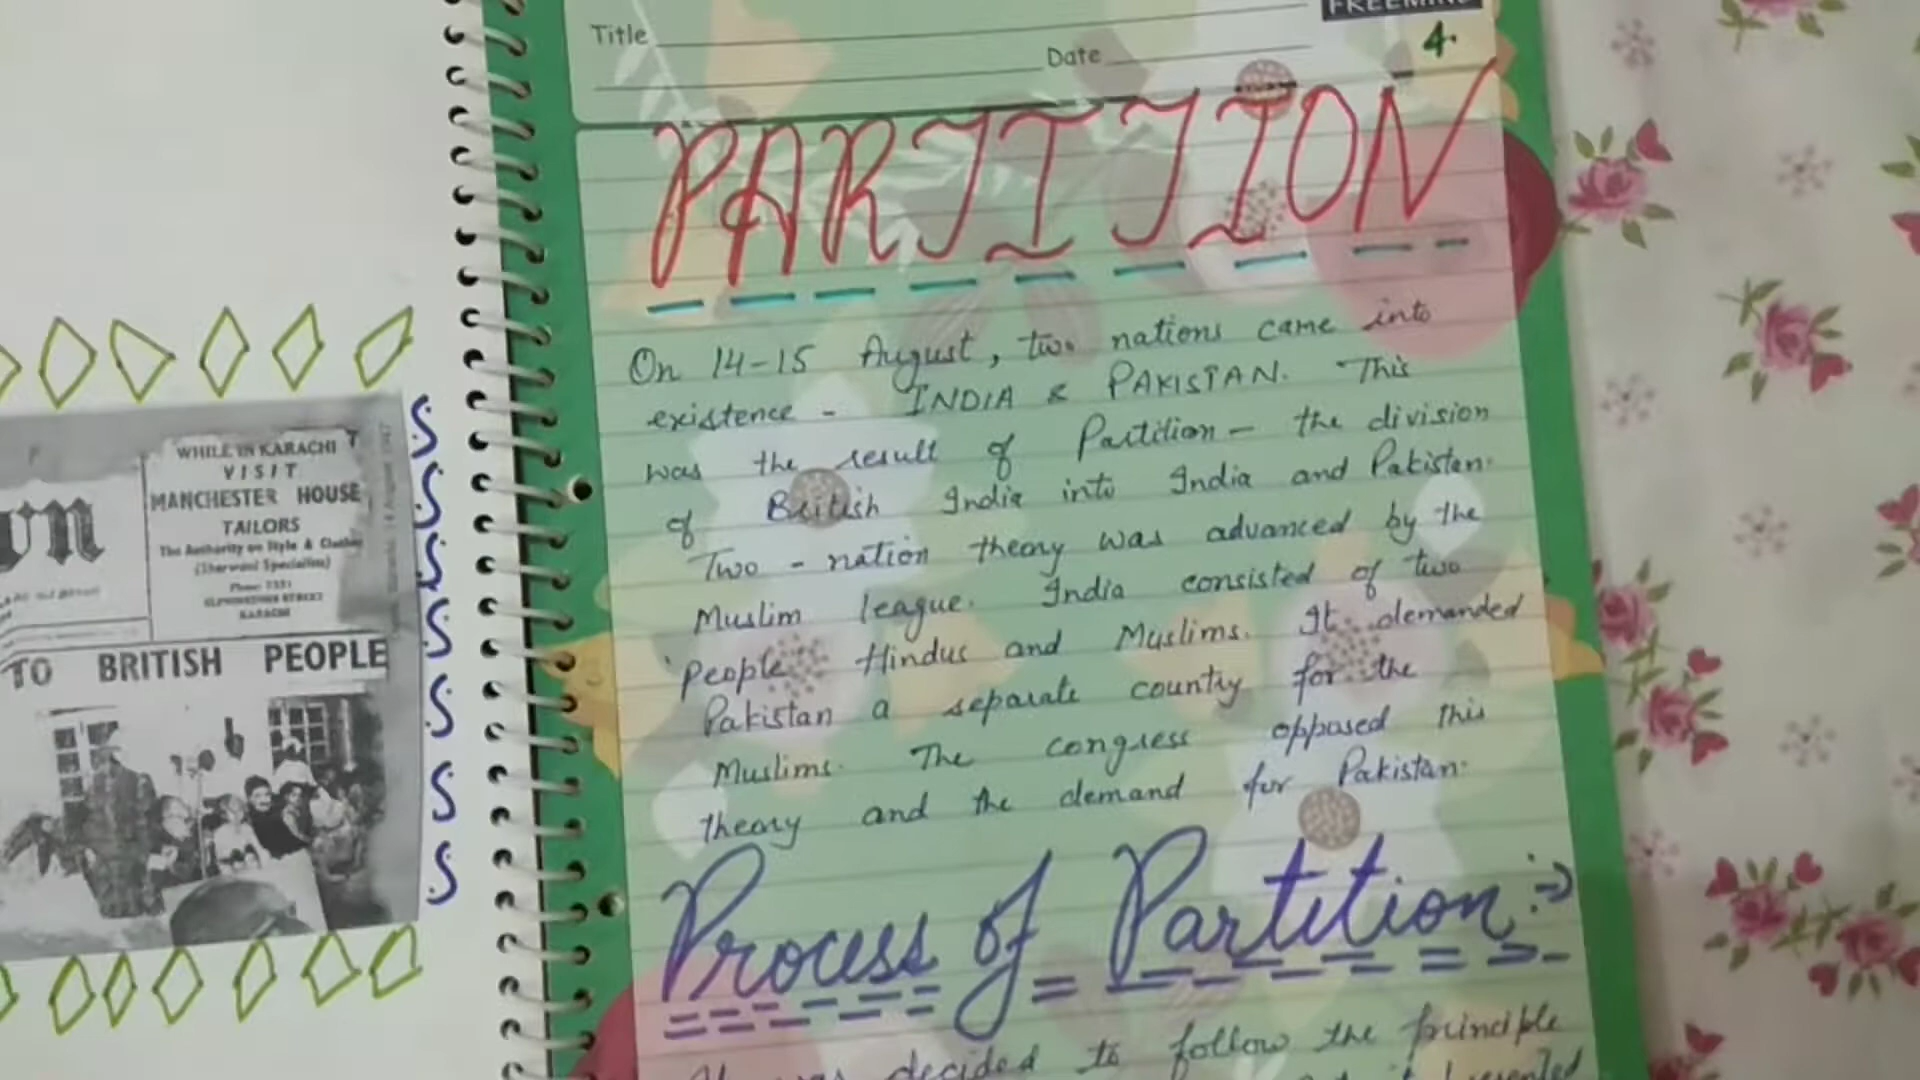 Title
Date
4.
PARTITION
On 14-15 August, two nations came into
existence - INDIA & PAKISTAN. This
was the result of Partition - the division
of British India into India and Pakistan.
Two-nation theory was advanced by the
Muslim league. India consisted of two
people Hindus and Muslims. It demanded
Pakistan a separate country for the
Muslims. The congress opposed this
theory and the demand for Pakistan.
Process of Partition :->
decided to follow the principle
WHILE IN KARACHI
VISIT
MANCHESTER HOUSE
TAILORS
The Authority on Style &
(Sherwani Specialists)
KARACHI
TO BRITISH PEOPLE